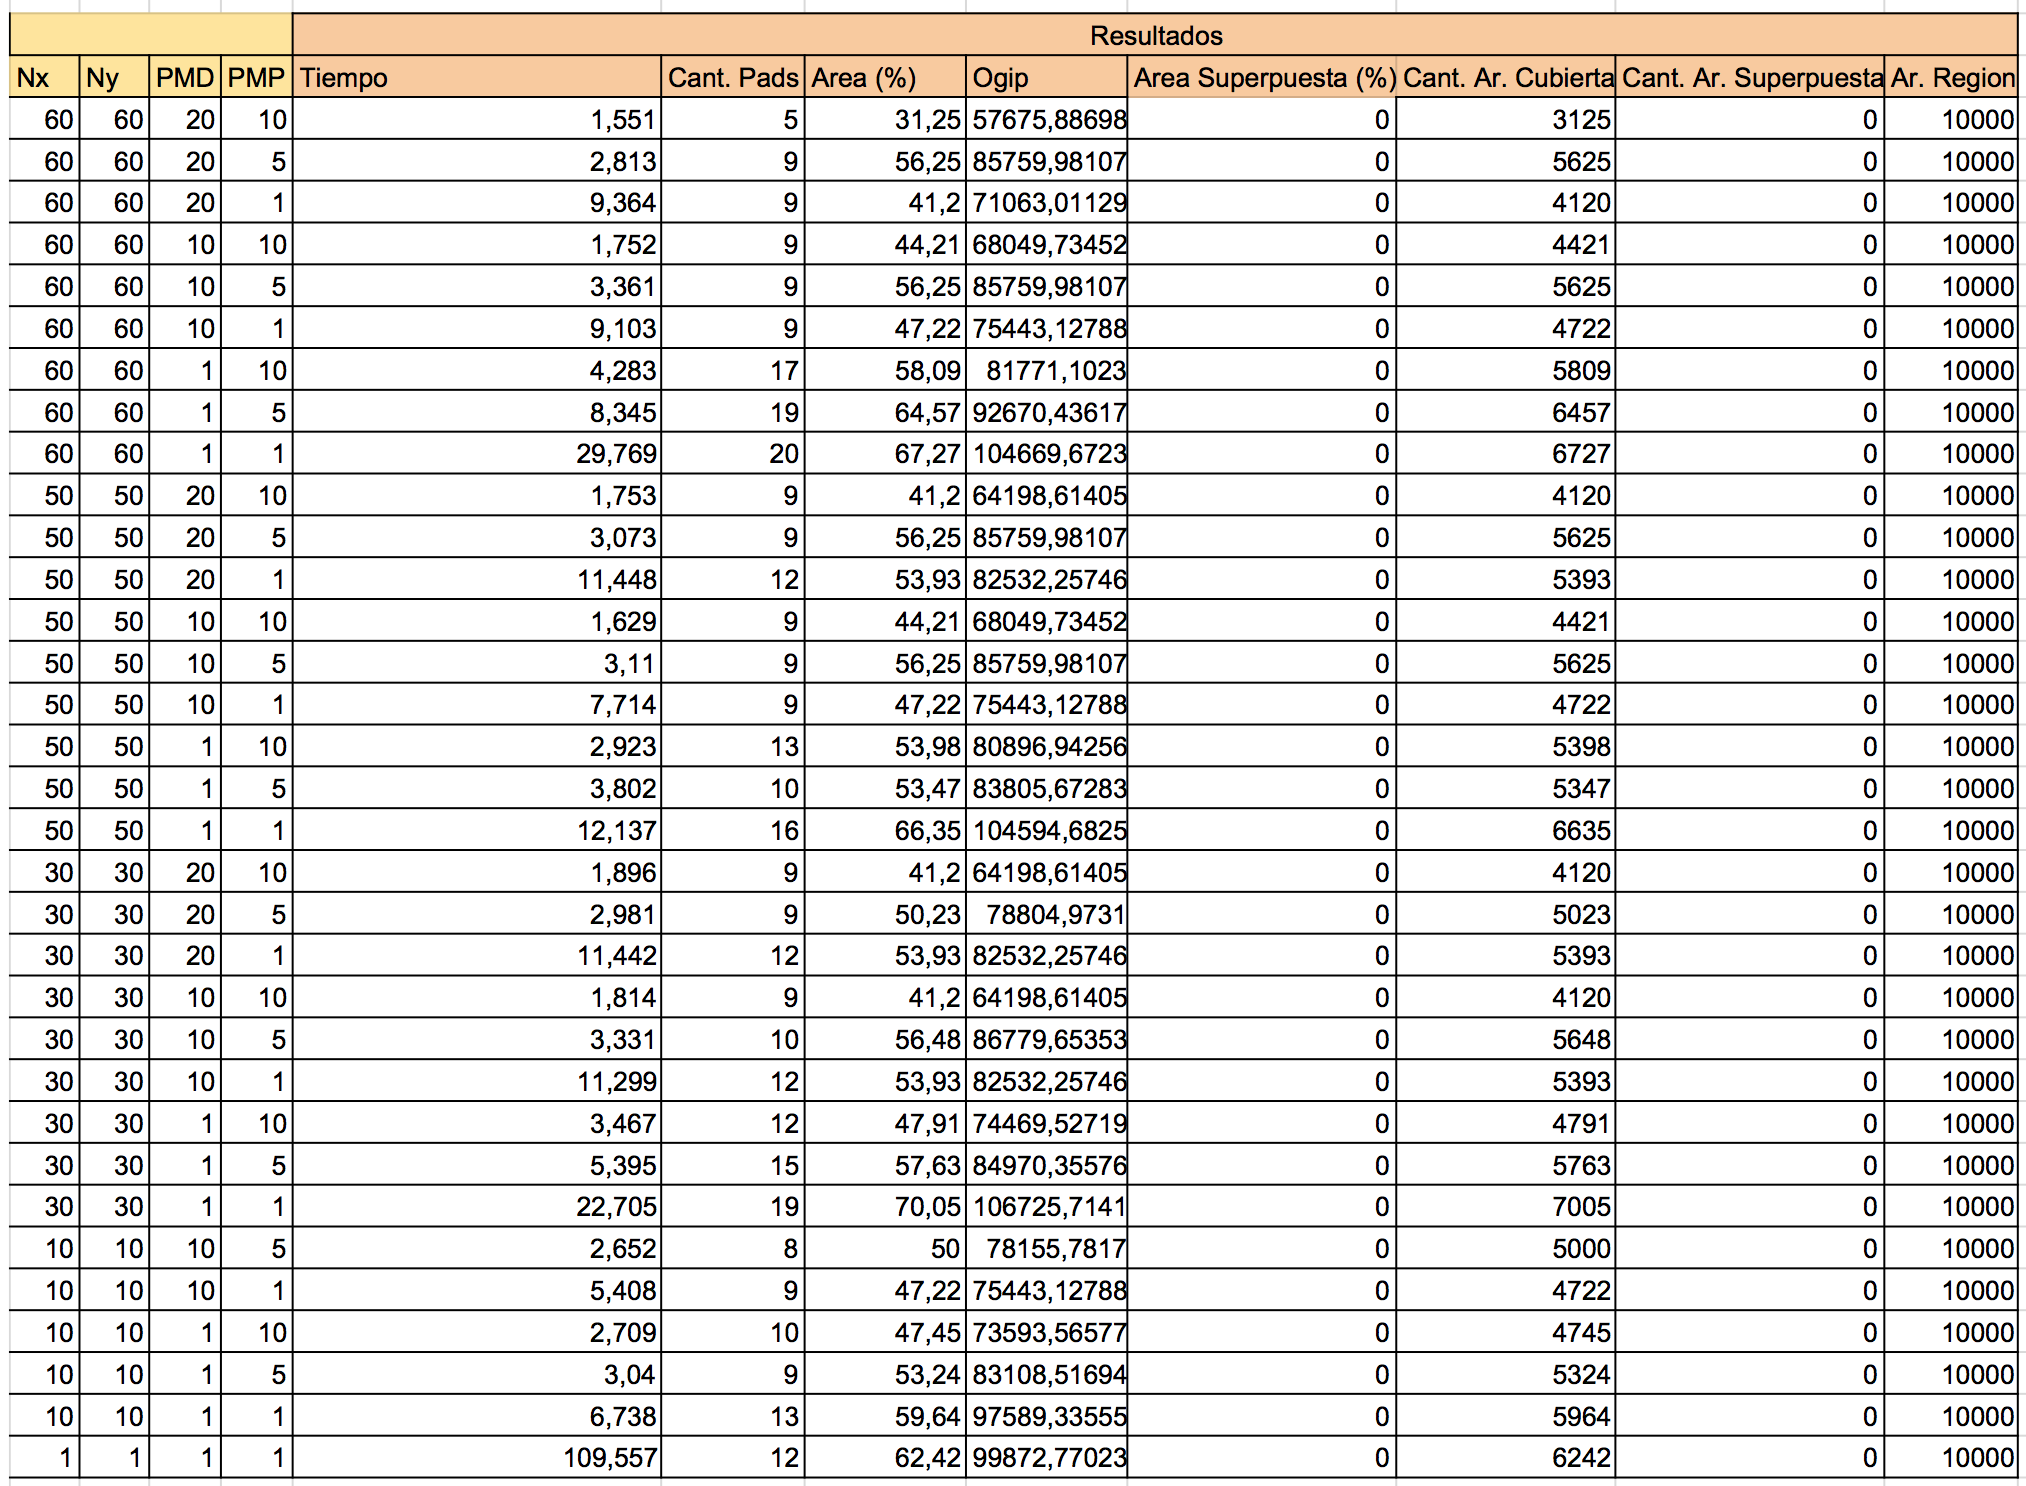 Resultados
Nx Ny PMD PMP Tiempo Cant. Pads Area (%) Ogip Area Superpuesta (%) Cant. Ar. Cubierta Cant. Ar. Superpuesta Ar. Region
60 60 20 10 1,551 5 31,25 57675,88698 0 3125 0 10000
60 60 20 5 2,813 9 56,25 85759,98107 0 5625 0 10000
60 60 20 1 9,364 9 41,2 71063,01129 0 4120 0 10000
60 60 10 10 1,752 9 44,21 68049,73452 0 4421 0 10000
60 60 10 5 3,361 9 56,25 85759,98107 0 5625 0 10000
60 60 10 1 9,103 9 47,22 75443,12788 0 4722 0 10000
60 60 1 10 4,283 17 58,09 81771,1023 0 5809 0 10000
60 60 1 5 8,345 19 64,57 92670,43617 0 6457 0 10000
60 60 1 1 29,769 20 67,27 104669,6723 0 6727 0 10000
50 50 20 10 1,753 9 41,2 64198,61405 0 4120 0 10000
50 50 20 5 3,073 9 56,25 85759,98107 0 5625 0 10000
50 50 20 1 11,448 12 53,93 82532,25746 0 5393 0 10000
50 50 10 10 1,629 9 44,21 68049,73452 0 4421 0 10000
50 50 10 5 3,11 9 56,25 85759,98107 0 5625 0 10000
50 50 10 1 7,714 9 47,22 75443,12788 0 4722 0 10000
50 50 1 10 2,923 13 53,98 80896,94256 0 5398 0 10000
50 50 1 5 3,802 10 53,47 83805,67283 0 5347 0 10000
50 50 1 1 12,137 16 66,35 104594,6825 0 6635 0 10000
30 30 20 10 1,896 9 41,2 64198,61405 0 4120 0 10000
30 30 20 5 2,981 9 50,23 78804,9731 0 5023 0 10000
30 30 20 1 11,442 12 53,93 82532,25746 0 5393 0 10000
30 30 10 10 1,814 9 41,2 64198,61405 0 4120 0 10000
30 30 10 5 3,331 10 56,48 86779,65353 0 5648 0 10000
30 30 10 1 11,299 12 53,93 82532,25746 0 5393 0 10000
30 30 1 10 3,467 12 47,91 74469,52719 0 4791 0 10000
30 30 1 5 5,395 15 57,63 84970,35576 0 5763 0 10000
30 30 1 1 22,705 19 70,05 106725,7141 0 7005 0 10000
10 10 10 5 2,652 8 50 78155,7817 0 5000 0 10000
10 10 10 1 5,408 9 47,22 75443,12788 0 4722 0 10000
10 10 1 10 2,709 10 47,45 73593,56577 0 4745 0 10000
10 10 1 5 3,04 9 53,24 83108,51694 0 5324 0 10000
10 10 1 1 6,738 13 59,64 97589,33555 0 5964 0 10000
1 1 1 1 109,557 12 62,42 99872,77023 0 6242 0 10000